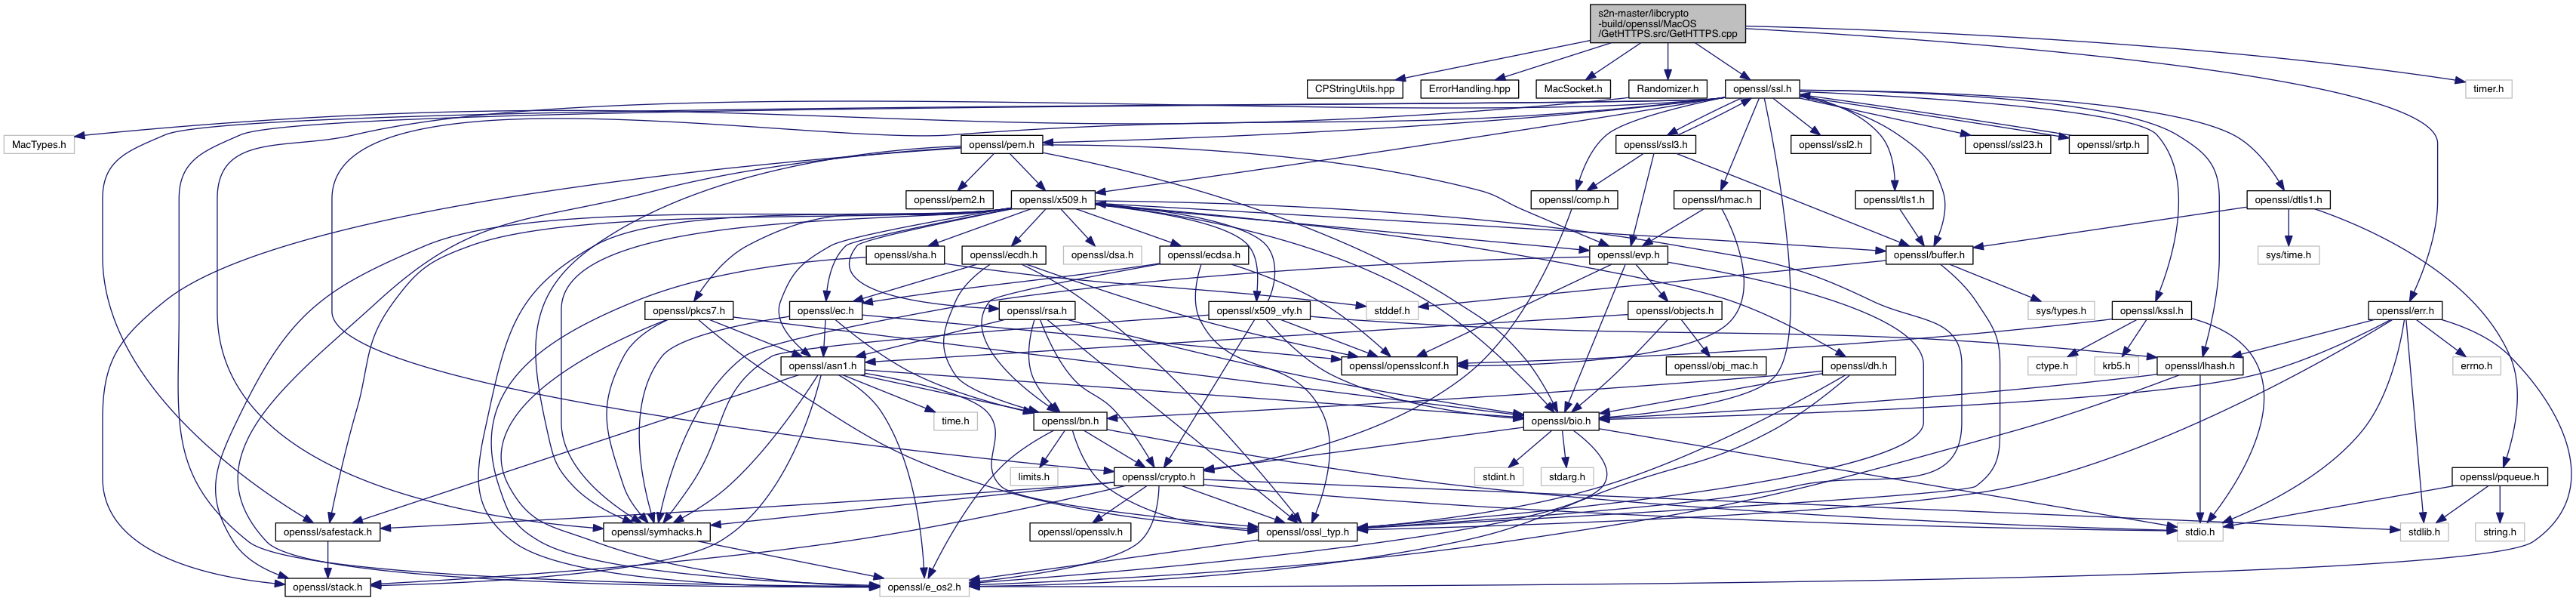 s2n-master/libcrypto
-build/openssl/MacOS
/GetHTTPS.src/GetHTTPS.cpp
CPStringUtils.hpp
ErrorHandling.hpp
MacSocket.h
Randomizer.h
openssl/ssl.h
timer.h
MacTypes.h
openssl/pem.h
openssl/ssl3.h
openssl/ssl2.h
openssl/ssl23.h
openssl/srtp.h
openssl/pem2.h
openssl/x509.h
openssl/comp.h
openssl/hmac.h
openssl/tls1.h
openssl/dtls1.h
openssl/sha.h
openssl/ecdh.h
openssl/dsa.h
openssl/ecdsa.h
openssl/evp.h
openssl/buffer.h
sys/time.h
openssl/pkcs7.h
openssl/ec.h
openssl/rsa.h
openssl/x509_vfy.h
stddef.h
openssl/objects.h
sys/types.h
openssl/kssl.h
openssl/err.h
openssl/asn1.h
openssl/opensslconf.h
openssl/obj_mac.h
openssl/dh.h
ctype.h
krb5.h
openssl/lhash.h
errno.h
time.h
openssl/bn.h
openssl/bio.h
limits.h
openssl/crypto.h
stdint.h
stdarg.h
openssl/pqueue.h
openssl/safestack.h
openssl/symhacks.h
openssl/opensslv.h
openssl/ossl_typ.h
stdio.h
stdlib.h
string.h
openssl/stack.h
openssl/e_os2.h